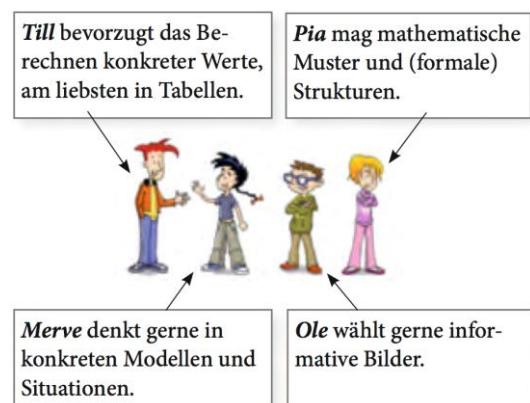 Till bevorzugt das Be-
rechnen konkreter Werte,
am liebsten in Tabellen.
Pia mag mathematische
Muster und (formale)
Strukturen.
Merve denkt gerne in
konkreten Modellen und
Situationen.
Ole wählt gerne infor-
mative Bilder.